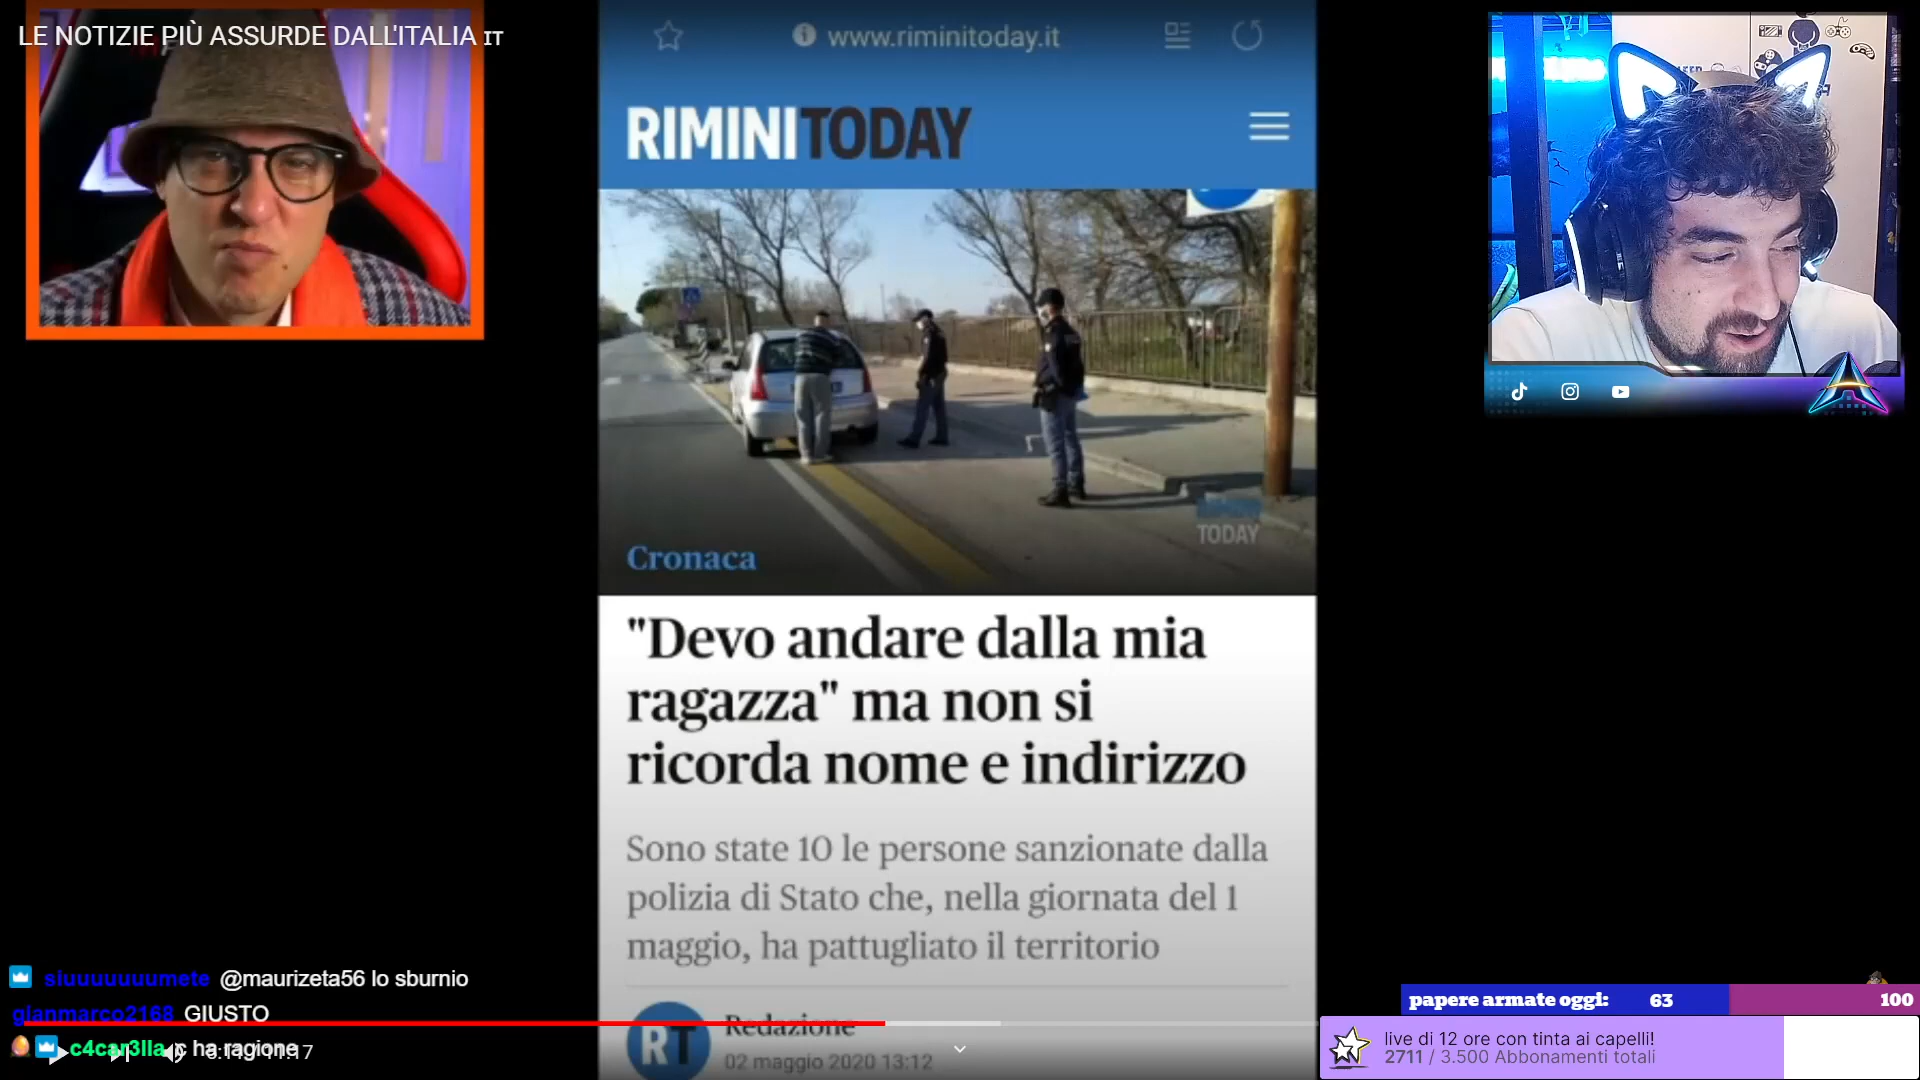 LE NOTIZIE PIÙ ASSURDE DALL'ITALIA IT
www.riminitoday.it
RIMINITODAY
TODAY
Cronaca
"Devo andare dalla mia
ragazza" ma non si
ricorda nome e indirizzo
Sono state 10 le persone sanzionate dalla
polizia di Stato che, nella giornata del 1
maggio, ha pattugliato il territorio
RT
Redazione
02 maggio 2020 13:12
siuuuuuuumete @maurizeta56 lo sburnio
gianmarco2168 GIUSTO
c4car3lla c ha ragione
11:17
papere armate oggi: 63 100
live di 12 ore con tinta ai capelli!
2711 / 3.500 Abbonamenti totali